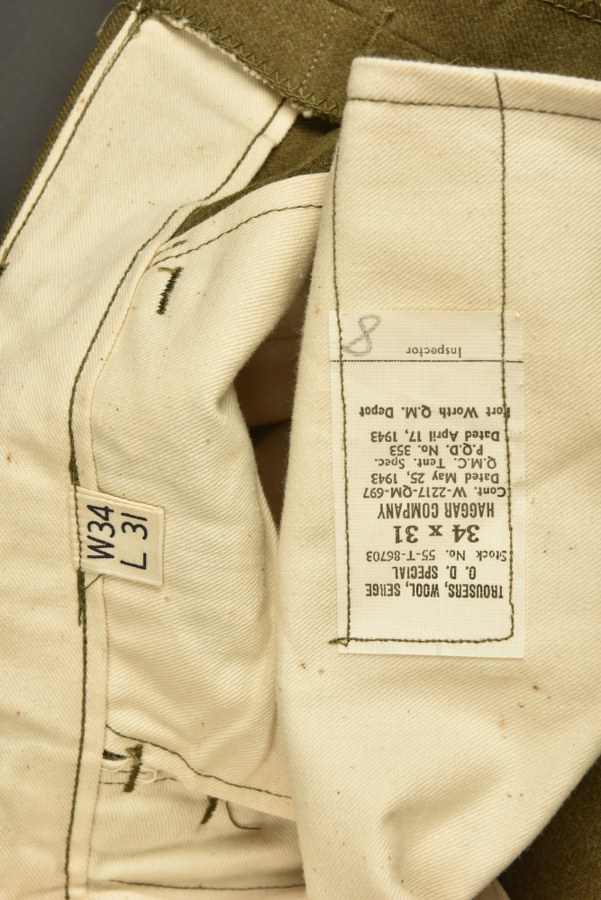 TROUSERS, WOOL, SERGE
O. D. SPECIAL
Stock No. 55-T-86703
34 x 31
HAGGAR COMPANY
Cont. W-2217-QM-697
Dated May 25, 1943
Q.M.C. Tent. Spec.
P.Q.D. No. 353
Dated April 17, 1943
Fort Worth Q.M. Depot
Inspector 8
W34
L 31